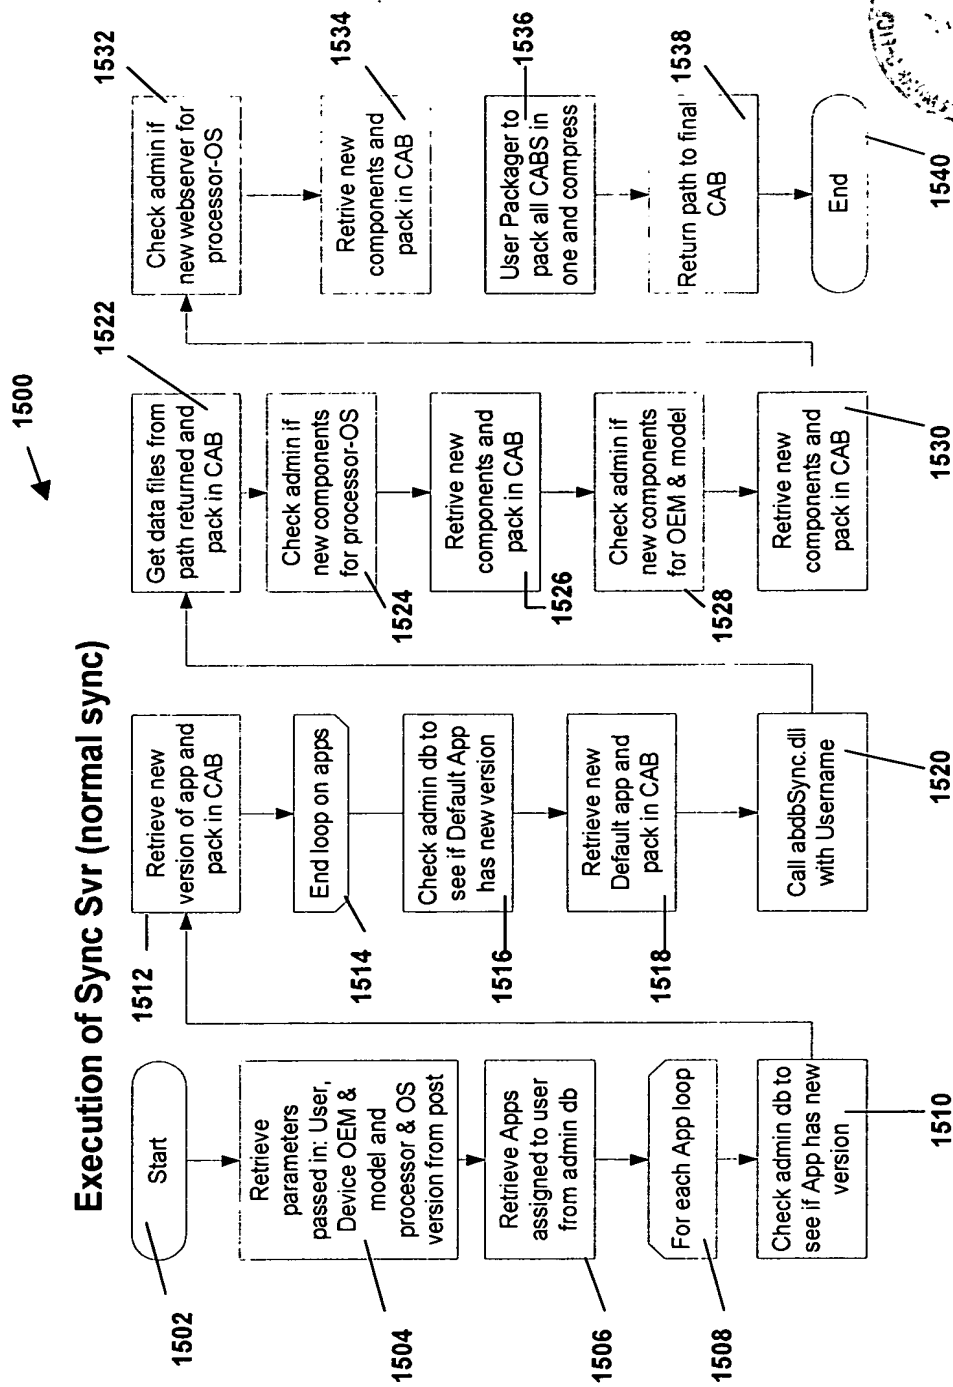 Execution of Sync Svr (normal sync)
1500
Start
1502
Retrieve
parameters
passed in: User,
Device OEM &
model and
processor & OS
version from post
1504
Retrieve Apps
assigned to user
from admin db
1506
For each App loop
1508
Check admin db to
see if App has new
version
1510
Retrieve new
version of app and
pack in CAB
1512
End loop on apps
1514
Check admin db to
see if Default App
has new version
1516
Retrieve new
Default app and
pack in CAB
1518
Call abdbSync.dll
with Username
1520
Get data files from
path returned and
pack in CAB
1522
Check admin if
new components
for processor-OS
1524
Retrive new
components and
pack in CAB
1526
Check admin if
new components
for OEM & model
1528
Retrive new
components and
pack in CAB
1530
Check admin if
new webserver for
processor-OS
1532
Retrive new
components and
pack in CAB
1534
User Packager to
pack all CABS in
one and compress
1536
Return path to final
CAB
1538
End
1540